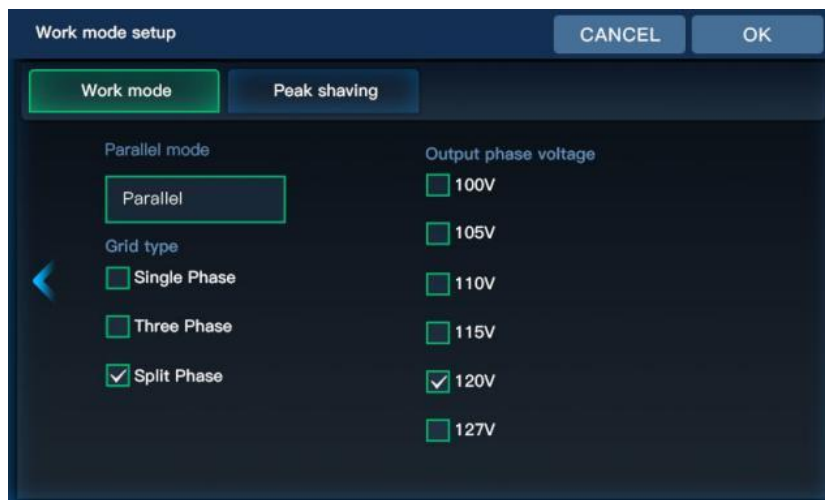 Work mode setup
CANCEL
OK
Work mode
Peak shaving
Parallel mode
Parallel
Grid type
Single Phase
Three Phase
Split Phase
Output phase voltage
100V
105V
110V
115V
120V
127V